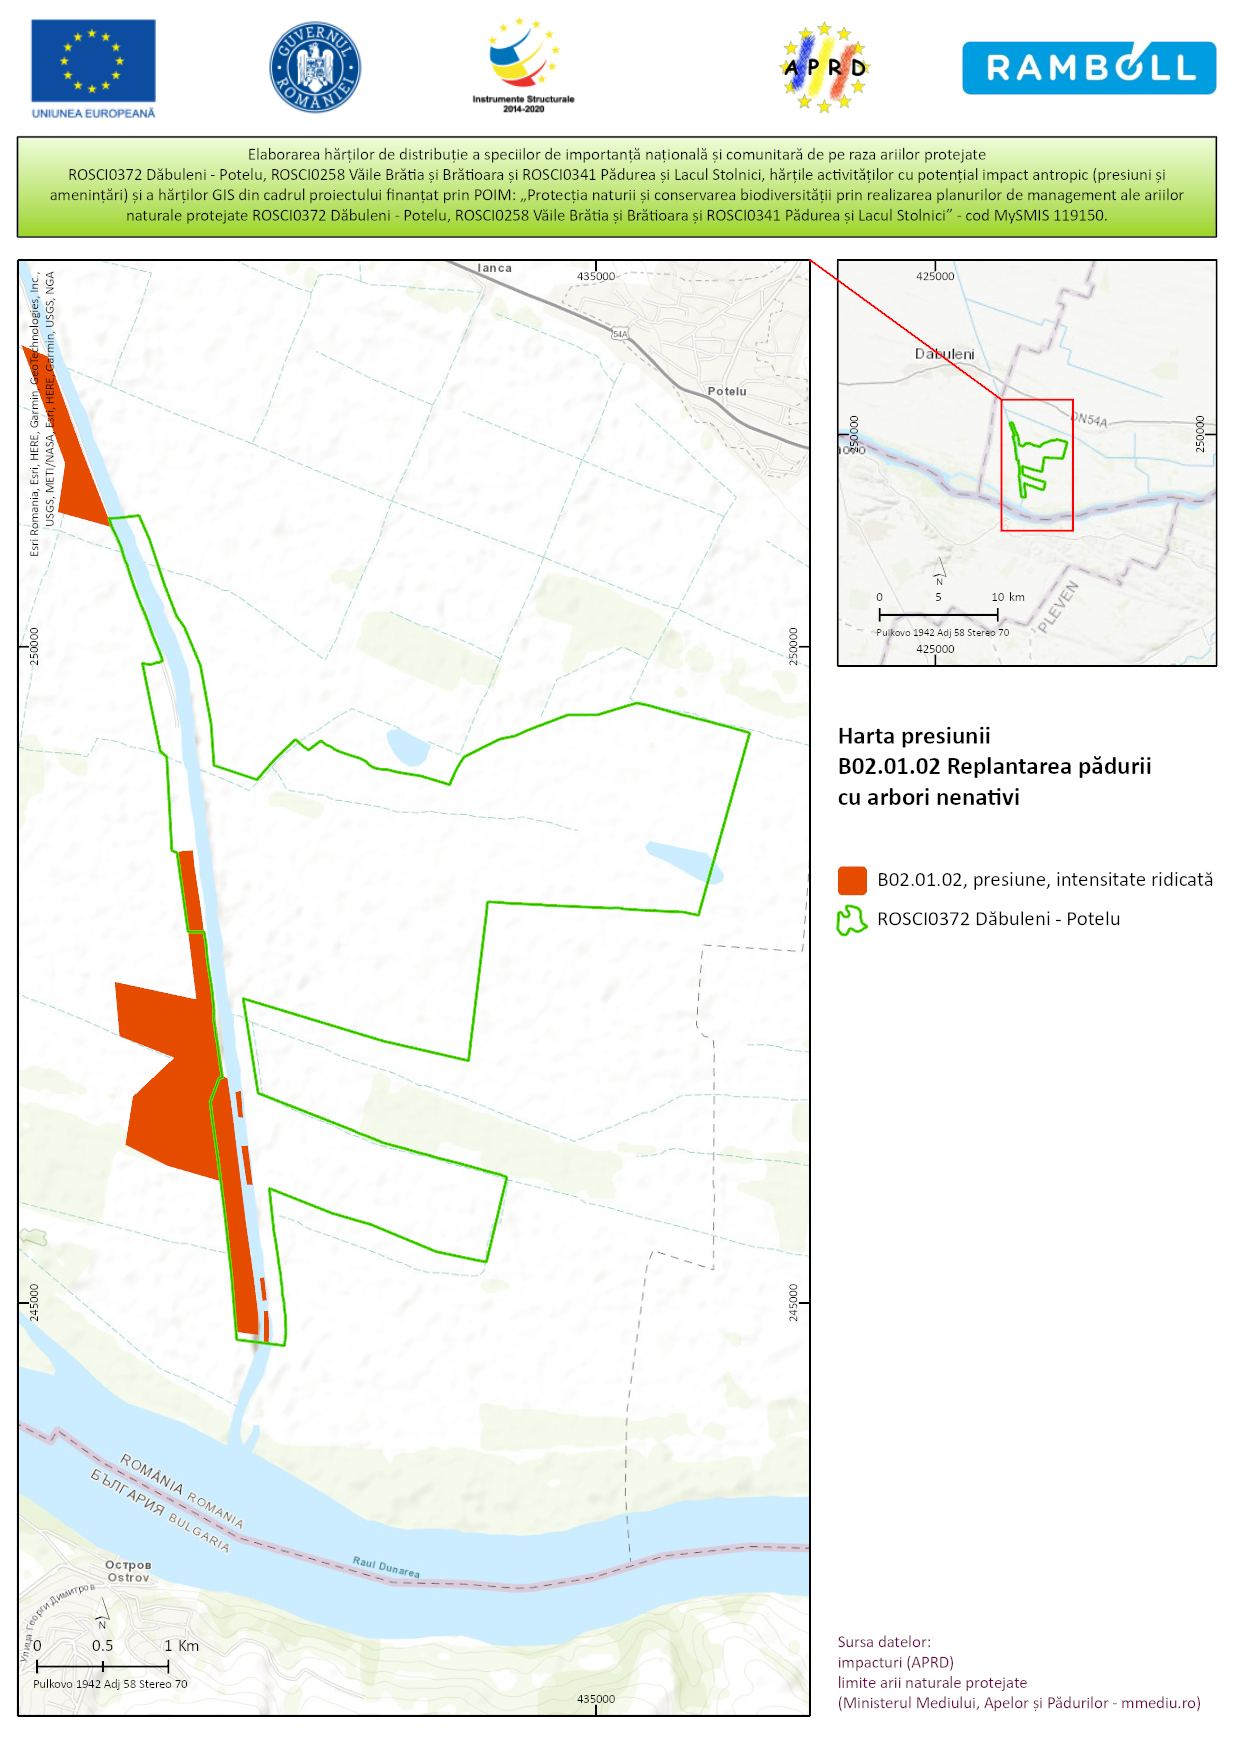 UNIUNEA EUROPEANĂ
GUVERNUL ROMÂNIEI
Instrumente Structurale
2014-2020
APRD
RAMBOLL
Elaborarea hărților de distribuție a speciilor de importanță națională și comunitară de pe raza ariilor protejate
ROSCI0372 Dăbuleni - Potelu, ROSCI0258 Văile Brătia și Brătioara și ROSCI0341 Pădurea și Lacul Stolnici, hărțile activităților cu potențial impact antropic (presiuni și
amenințări) și a hărților GIS din cadrul proiectului finanțat prin POIM: „Protecția naturii si conservarea biodiversității prin realizarea planurilor de management ale ariilor
naturale protejate ROSCI0372 Dăbuleni - Potelu, ROSCI0258 Văile Brătia și Brătioara și ROSCI0341 Pădurea și Lacul Stolnici” - cod MySMIS 119150.
Esri Romania, Esri, HERE, Garmin, GeoTechnologies, Inc.,
USGS, METI/NASA, Esri, HERE, Garmin, USGS, NGA
Ianca
435000
54A
Potelu
250000
250000
245000
245000
ROMÂNIA ROMANIA
БЪЛГАРИЯ BULGARIA
Raul Dunarea
Остров
Ostrov
Улица Георги Димитров
N
0 0.5 1 Km
Pulkovo 1942 Adj 58 Stereo 70
435000
425000
Dabuleni
DN54A
250000
250000
N
0 5 10 km
PLEVEN
Pulkovo 1942 Adj 58 Stereo 70
425000
Harta presiunii
B02.01.02 Replantarea pădurii
cu arbori nenativi
B02.01.02, presiune, intensitate ridicată
ROSCI0372 Dăbuleni - Potelu
Sursa datelor:
impacturi (APRD)
limite arii naturale protejate
(Ministerul Mediului, Apelor și Pădurilor - mmediu.ro)